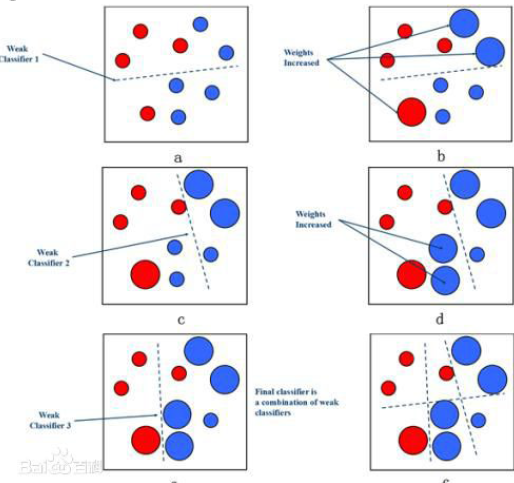 Weak
Classifier 1
a
Weights
Increased
b
Weak
Classifier 2
c
Weights
Increased
d
Weak
Classifier 3
Final classifier is
a combination of weak
classifiers
Bai百科